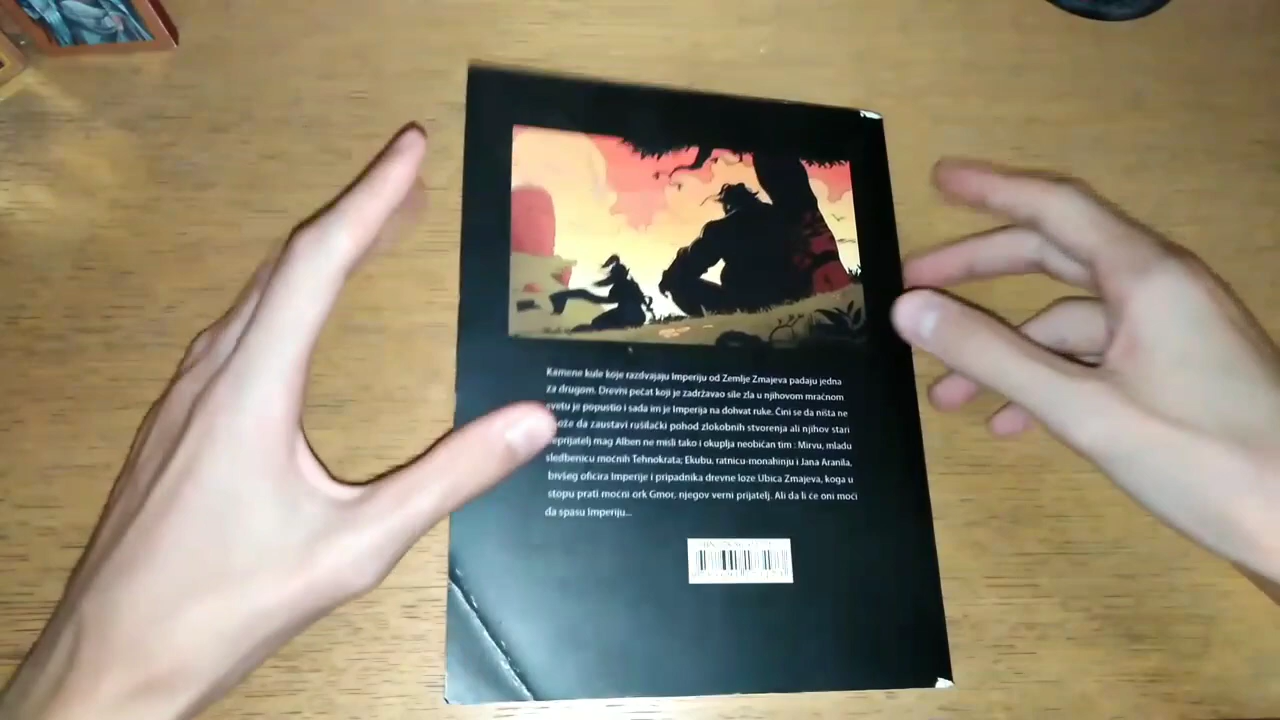 Kamene kule koje razdvajaju Imperiju od Zemlje Zmajeva padaju jedna
za drugom. Drevni pečat koji je zadržavao sile zla u njihovom mračnom
svetu je popustio i sada im je Imperija na dohvat ruke. Čini se da ništa ne
može da zaustavi rušilački pohod zlokobnih stvorenja ali njihov stari
neprijatelj mag Alben ne misli tako i okuplja neobičan tim : Mirvu, mladu
sledbenicu moćnih Tehnokrata; Ekubu, ratnicu-monahinju i Jana Aranila,
bivšeg oficira Imperije i pripadnika drevne loze Ubica Zmajeva, koga u
stopu prati moćni ork Gmor, njegov verni prijatelj. Ali da li će oni moći
da spasu Imperiju...